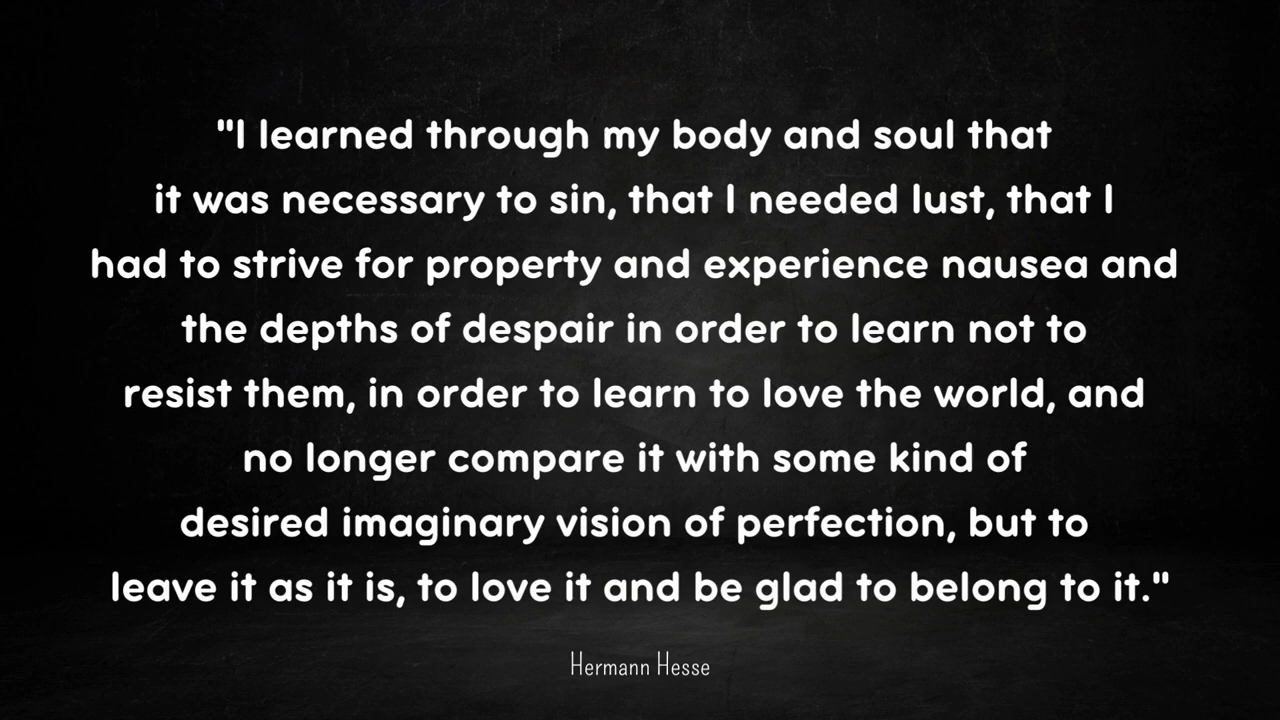 "I learned through my body and soul that
it was necessary to sin, that I needed lust, that I
had to strive for property and experience nausea and
the depths of despair in order to learn not to
resist them, in order to learn to love the world, and
no longer compare it with some kind of
desired imaginary vision of perfection, but to
leave it as it is, to love it and be glad to belong to it."
Hermann Hesse